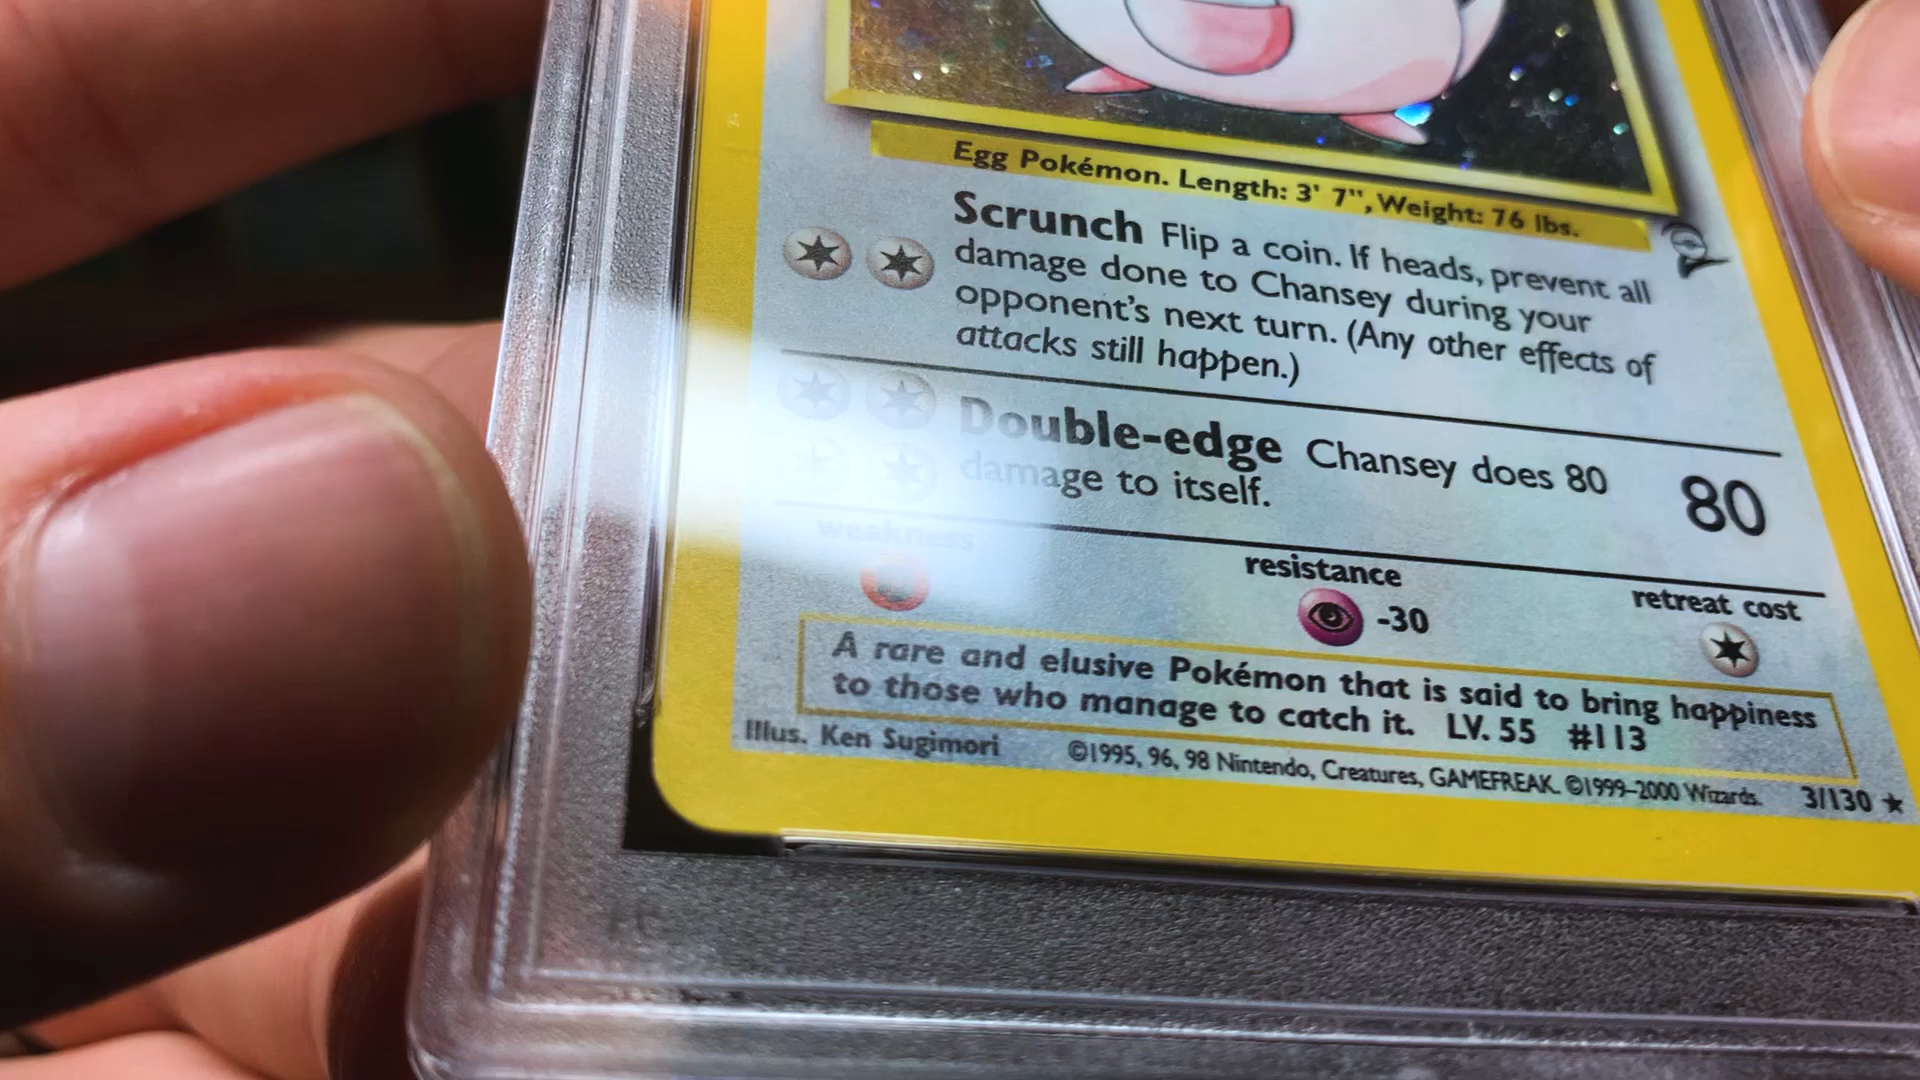 Egg Pokémon. Length: 3' 7", Weight: 76 lbs.
Scrunch Flip a coin. If heads, prevent all
damage done to Chansey during your
opponent's next turn. (Any other effects of
attacks still happen.)
Double-edge Chansey does 80
damage to itself.
80
weakness
resistance
-30
retreat cost
A rare and elusive Pokémon that is said to bring happiness
to those who manage to catch it. LV. 55 #113
Illus. Ken Sugimori
©1995, 96, 98 Nintendo, Creatures, GAMEFREAK. ©1999-2000 Wizards.
3/130 ★